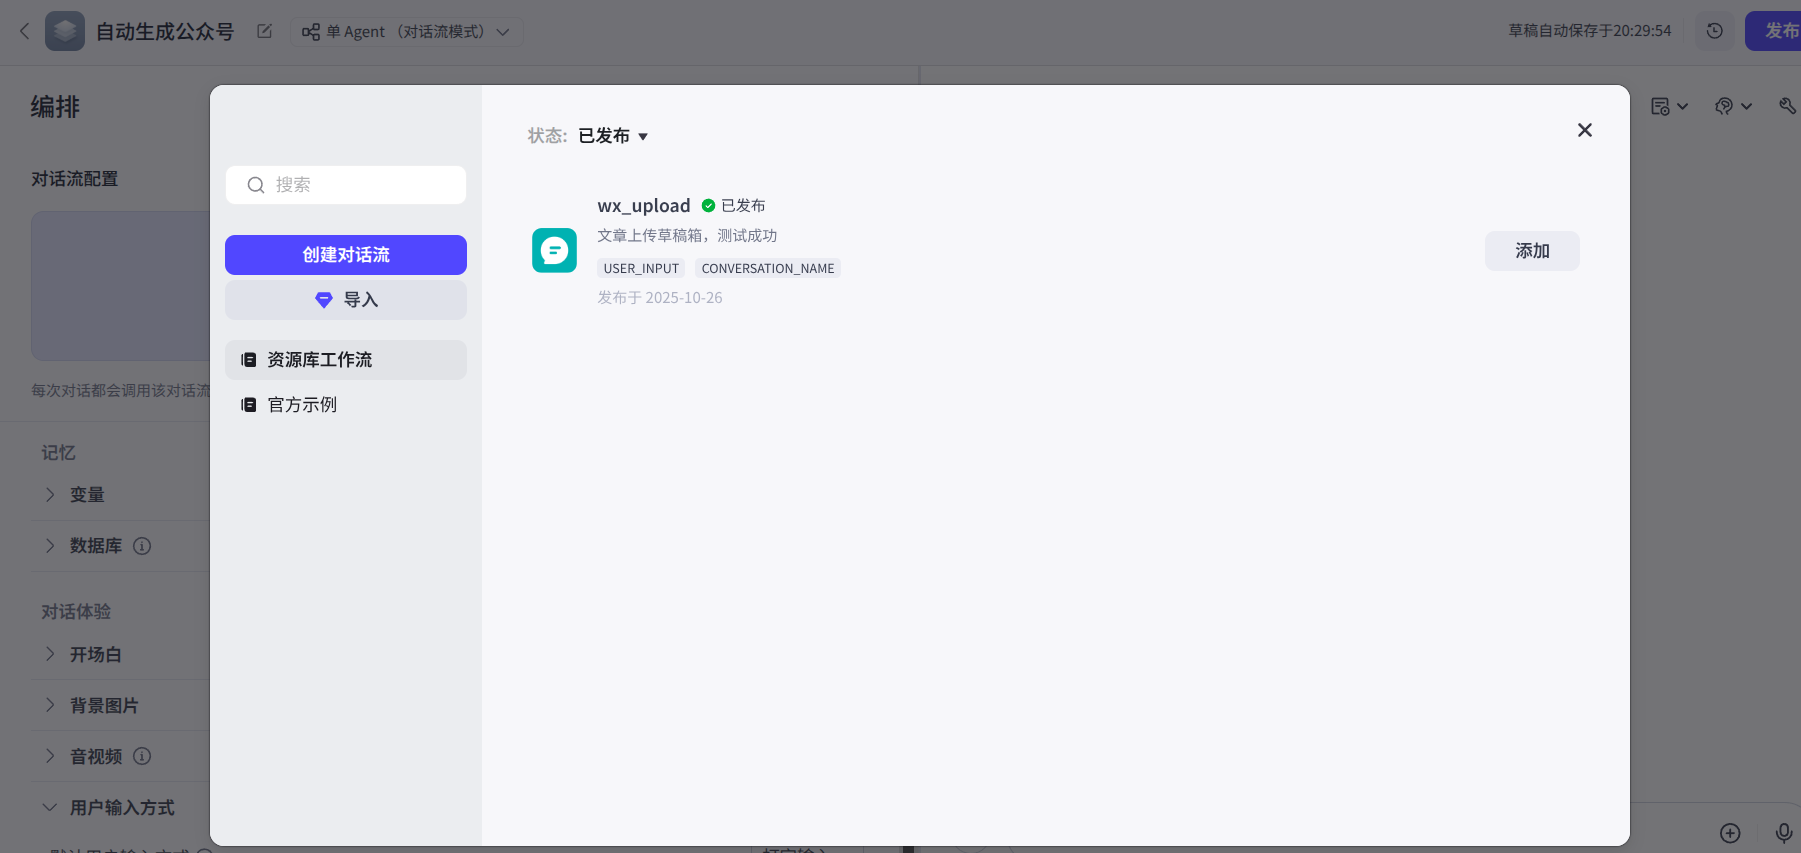 自动生成公众号
单 Agent （对话流模式）
草稿自动保存于20:29:54
发布
编排
对话流配置
每次对话都会调用该对话流
记忆
变量
数据库
对话体验
开场白
背景图片
音视频
用户输入方式
搜索
创建对话流
导入
资源库工作流
官方示例
状态: 已发布
wx_upload 已发布
文章上传草稿箱，测试成功
USER_INPUT CONVERSATION_NAME
发布于 2025-10-26
添加